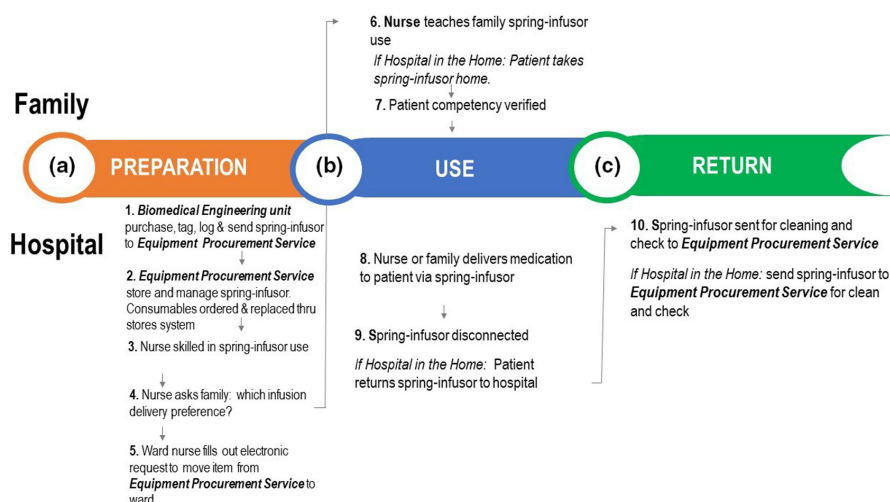 6. Nurse teaches family spring-infusor
use
If Hospital in the Home: Patient takes
spring-infusor home.
7. Patient competency verified
Family
(a) PREPARATION (b) USE (c) RETURN
Hospital
1. Biomedical Engineering unit
purchase, tag, log & send spring-infusor
to Equipment Procurement Service
2. Equipment Procurement Service
store and manage spring-infusor.
Consumables ordered & replaced thru
stores system
3. Nurse skilled in spring-infusor use
4. Nurse asks family: which infusion
delivery preference?
5. Ward nurse fills out electronic
request to move item from
Equipment Procurement Service to
ward
8. Nurse or family delivers medication
to patient via spring-infusor
9. Spring-infusor disconnected
If Hospital in the Home: Patient
returns spring-infusor to hospital
10. Spring-infusor sent for cleaning and
check to Equipment Procurement Service
If Hospital in the Home: send spring-infusor to
Equipment Procurement Service for clean
and check